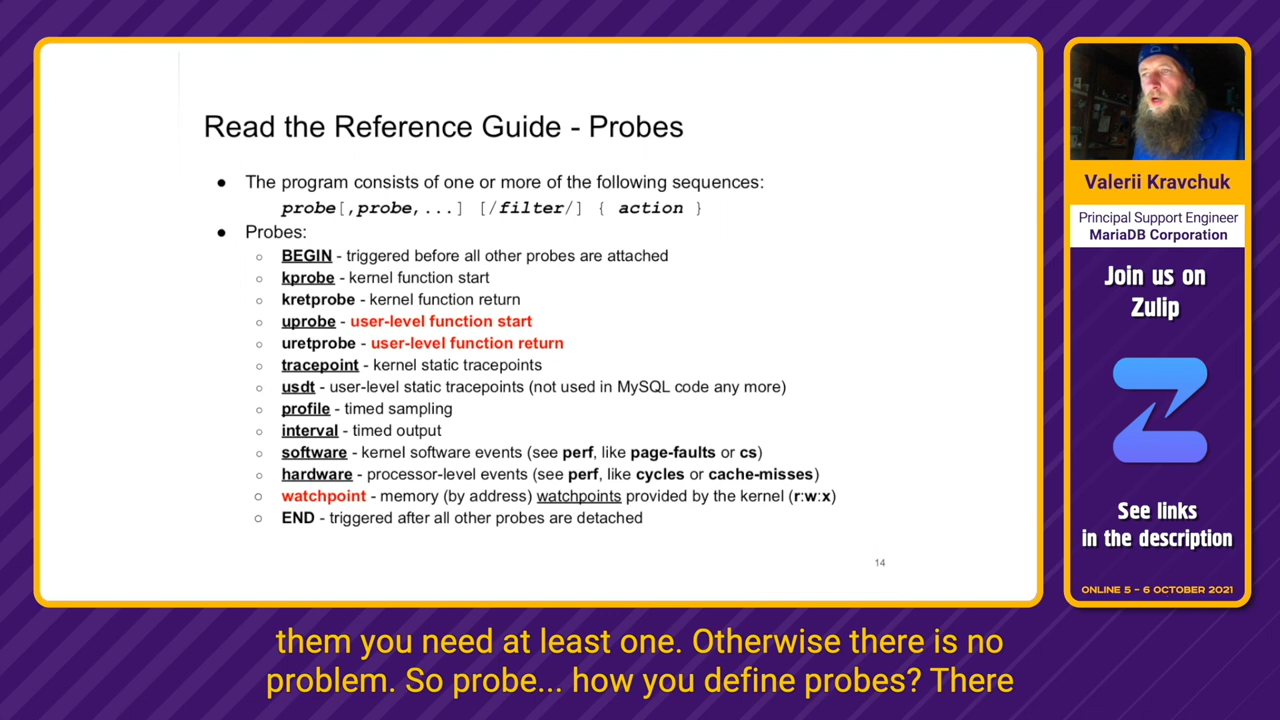 Read the Reference Guide - Probes
● The program consists of one or more of the following sequences:
probe[,probe,...] [/filter/] { action }
● Probes:
○ BEGIN - triggered before all other probes are attached
○ kprobe - kernel function start
○ kretprobe - kernel function return
○ uprobe - user-level function start
○ uretprobe - user-level function return
○ tracepoint - kernel static tracepoints
○ usdt - user-level static tracepoints (not used in MySQL code any more)
○ profile - timed sampling
○ interval - timed output
○ software - kernel software events (see perf, like page-faults or cs)
○ hardware - processor-level events (see perf, like cycles or cache-misses)
○ watchpoint - memory (by address) watchpoints provided by the kernel (r:w:x)
○ END - triggered after all other probes are detached
14
Valerii Kravchuk
Principal Support Engineer
MariaDB Corporation
Join us on
Zulip
See links
in the description
ONLINE 5 – 6 OCTOBER 2021
them you need at least one. Otherwise there is no
problem. So probe... how you define probes? There